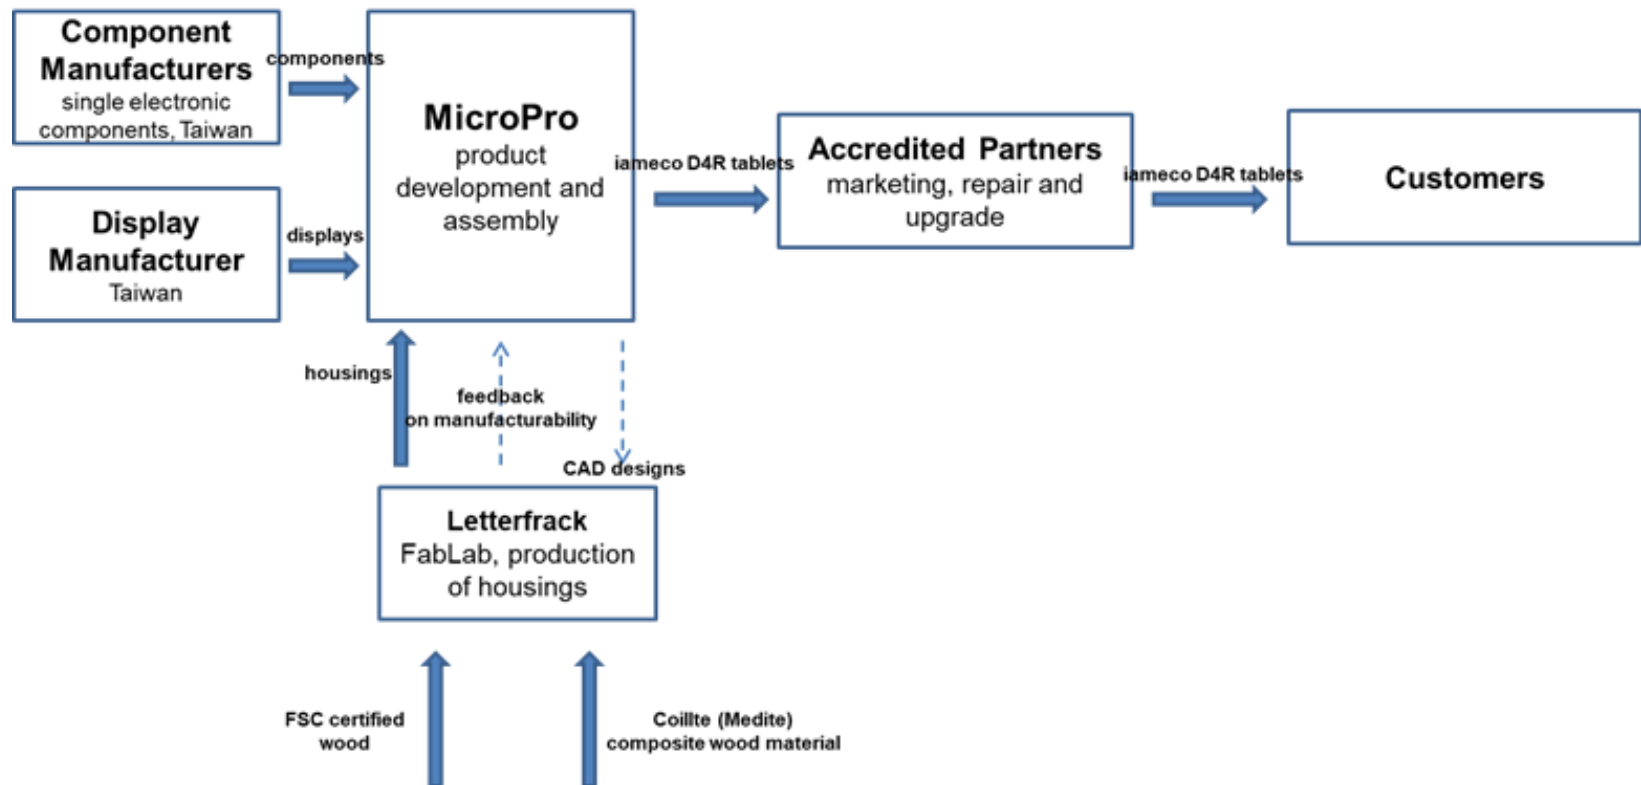 Component
Manufacturers
single electronic
components, Taiwan
components
MicroPro
product
development and
assembly
Display
Manufacturer
Taiwan
displays
iameco D4R tablets
Accredited Partners
marketing, repair and
upgrade
iameco D4R tablets
Customers
housings
feedback
on manufacturability
CAD designs
Letterfrack
FabLab, production
of housings
FSC certified
wood
Coillte (Medite)
composite wood material